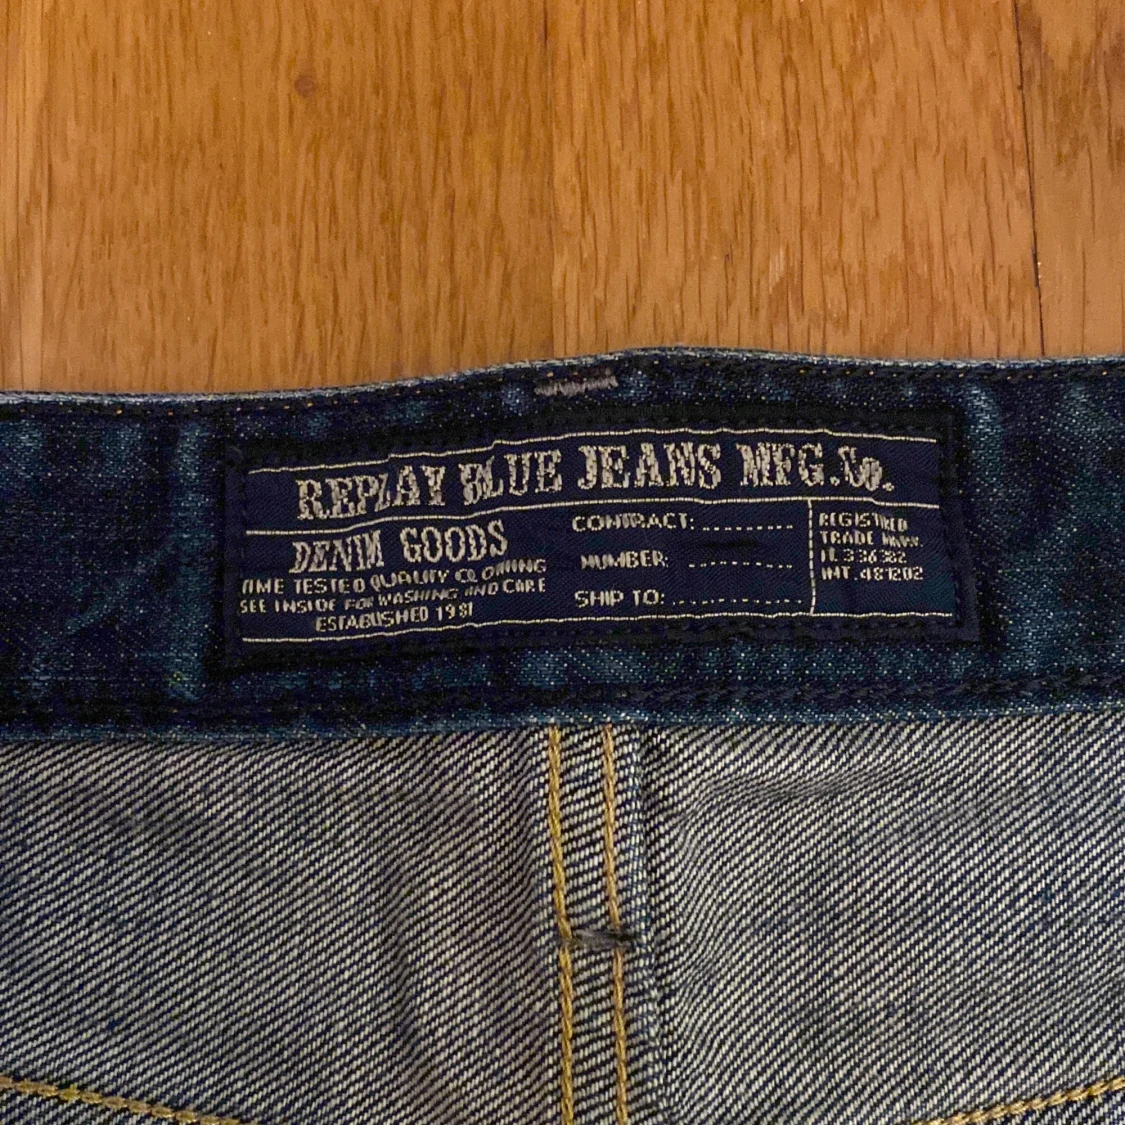 REPLAY BLUE JEANS MFG.Co.
DENIM GOODS
TIME TESTED QUALITY CLOTHING
SEE INSIDE FOR WASHING AND CARE
ESTABLISHED 1981
CONTRACT: .........
NUMBER: .........
SHIP TO: ............
REGISTRED
TRADE MARK
IT. 336382
INT. 481202